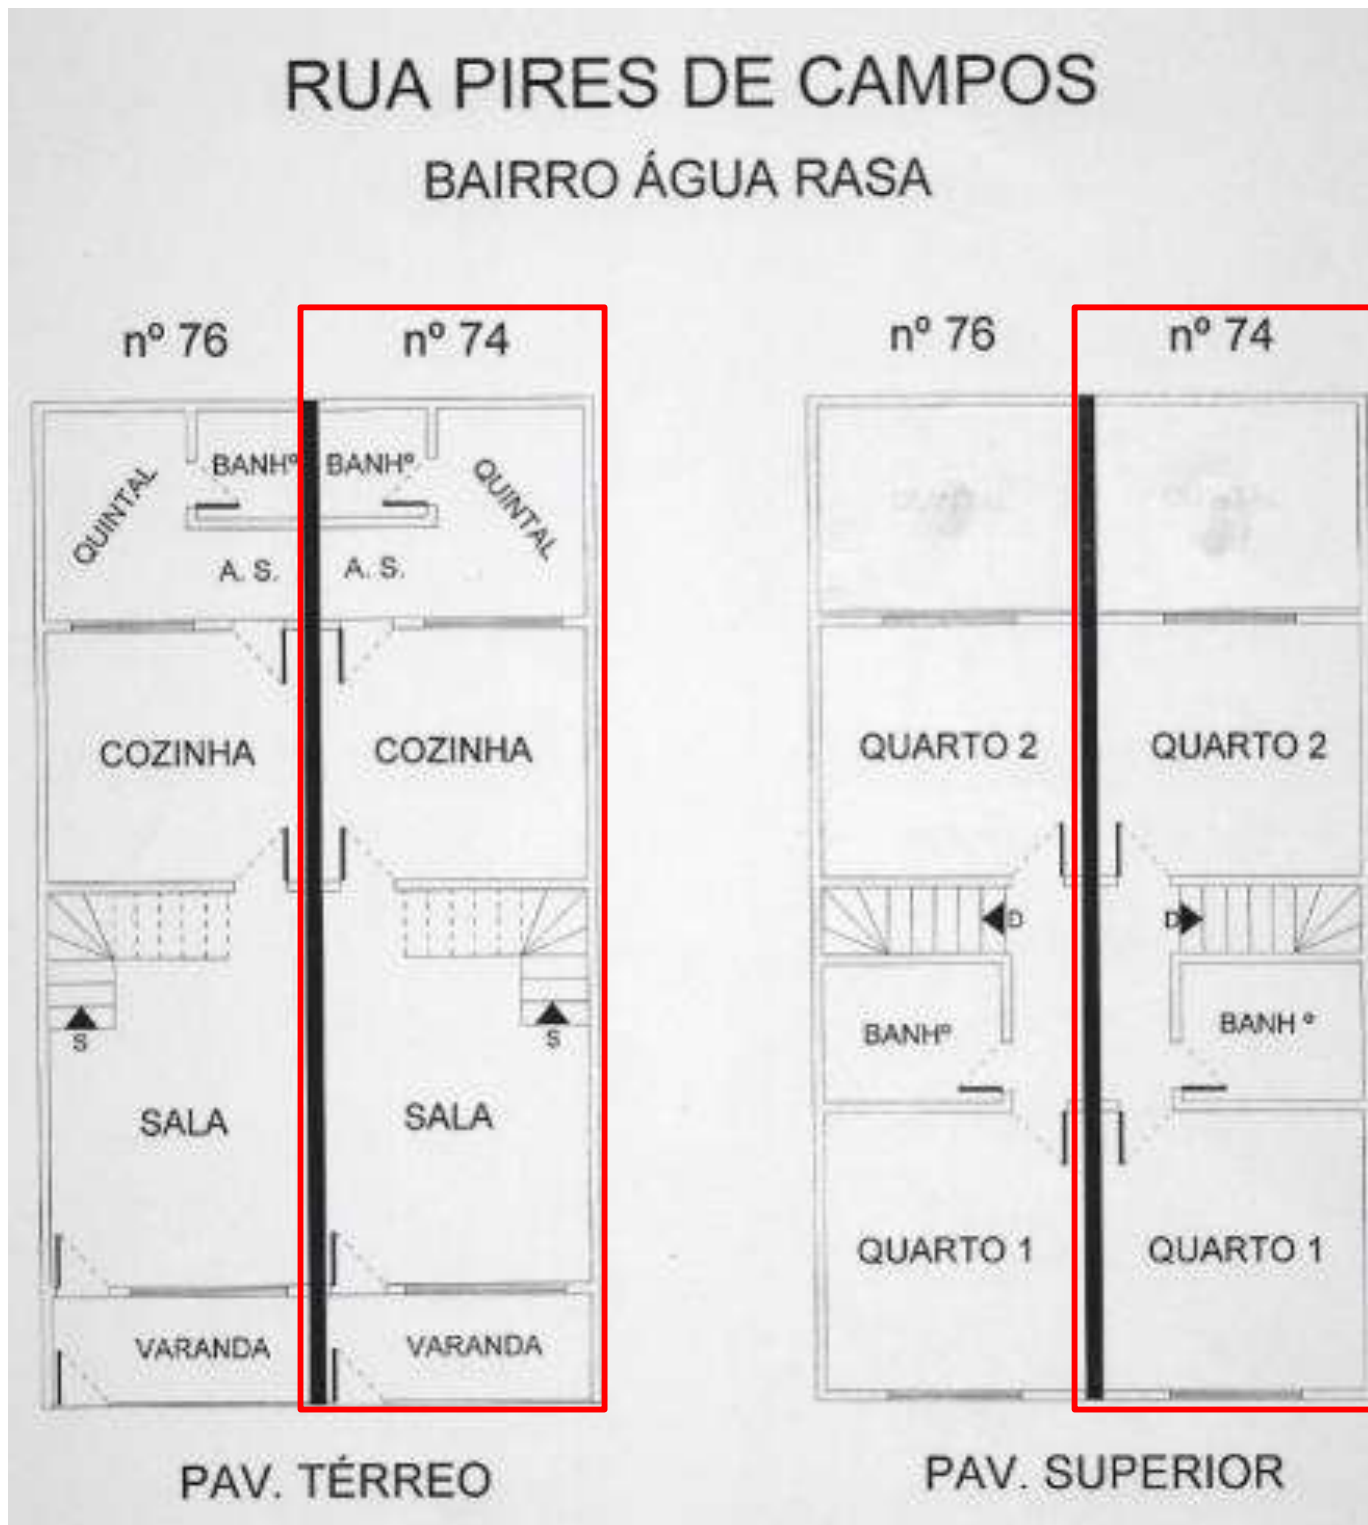 RUA PIRES DE CAMPOS
BAIRRO ÁGUA RASA
nº 76
nº 74
QUINTAL
BANHº
BANHº
QUINTAL
A. S.
A. S.
COZINHA
COZINHA
S
S
SALA
SALA
VARANDA
VARANDA
PAV. TÉRREO
nº 76
nº 74
QUARTO 2
QUARTO 2
D
D
BANHº
BANH º
QUARTO 1
QUARTO 1
PAV. SUPERIOR